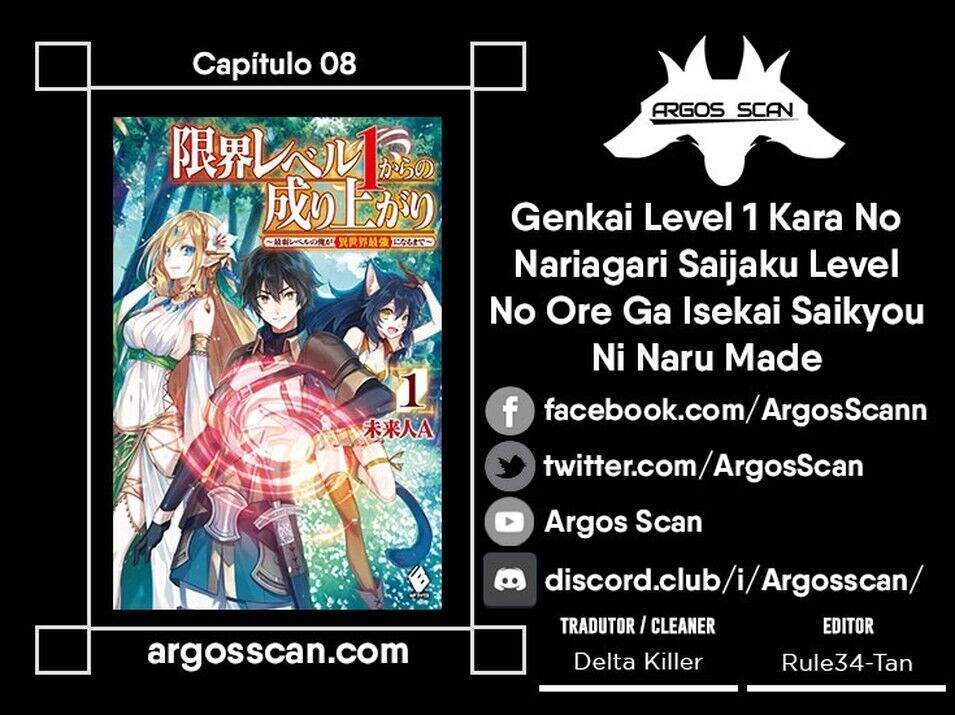 Capítulo 08
限界レベル1からの
成り上がり
~最弱レベルの俺が異世界最強になるまで~
1
未来人A
argosscan.com
ARGOS SCAN
Genkai Level 1 Kara No
Nariagari Saijaku Level
No Ore Ga Isekai Saikyou
Ni Naru Made
facebook.com/ArgosScann
twitter.com/ArgosScan
Argos Scan
discord.club/i/Argosscan/
TRADUTOR / CLEANER
Delta Killer
EDITOR
Rule34-Tan